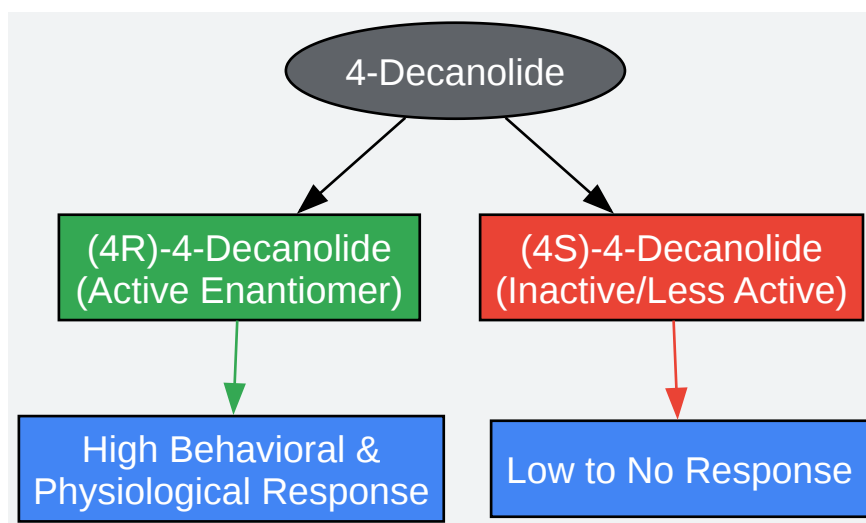 4-Decanolide
(4R)-4-Decanolide
(Active Enantiomer)
(4S)-4-Decanolide
(Inactive/Less Active)
High Behavioral &
Physiological Response
Low to No Response